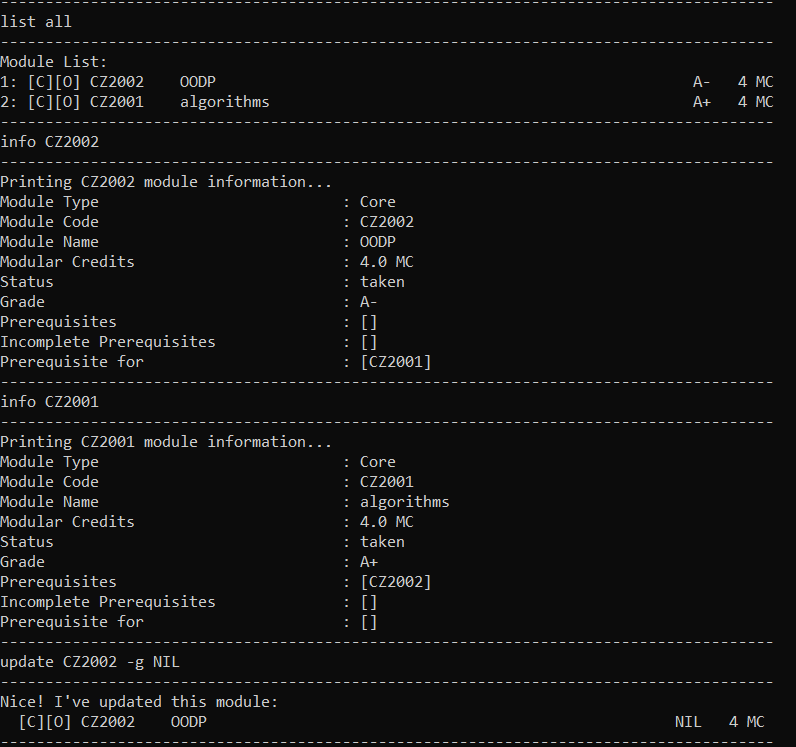 --------------------------------------------------------------------------------------
list all
--------------------------------------------------------------------------------------
Module List:
1: [C][O] CZ2002    OODP                                                     A-   4 MC
2: [C][O] CZ2001    algorithms                                               A+   4 MC
--------------------------------------------------------------------------------------
info CZ2002
--------------------------------------------------------------------------------------
Printing CZ2002 module information...
Module Type                           : Core
Module Code                           : CZ2002
Module Name                           : OODP
Modular Credits                       : 4.0 MC
Status                                : taken
Grade                                 : A-
Prerequisites                         : []
Incomplete Prerequisites              : []
Prerequisite for                      : [CZ2001]
--------------------------------------------------------------------------------------
info CZ2001
--------------------------------------------------------------------------------------
Printing CZ2001 module information...
Module Type                           : Core
Module Code                           : CZ2001
Module Name                           : algorithms
Modular Credits                       : 4.0 MC
Status                                : taken
Grade                                 : A+
Prerequisites                         : [CZ2002]
Incomplete Prerequisites              : []
Prerequisite for                      : []
--------------------------------------------------------------------------------------
update CZ2002 -g NIL
--------------------------------------------------------------------------------------
Nice! I've updated this module:
  [C][O] CZ2002    OODP                                                    NIL   4 MC
--------------------------------------------------------------------------------------